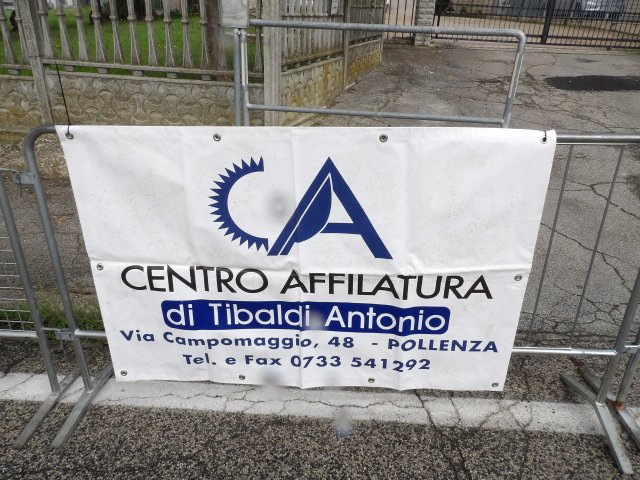 CA
CENTRO AFFILATURA
di Tibaldi Antonio
Via Campomaggio, 48 - POLLENZA
Tel. e Fax 0733 541292